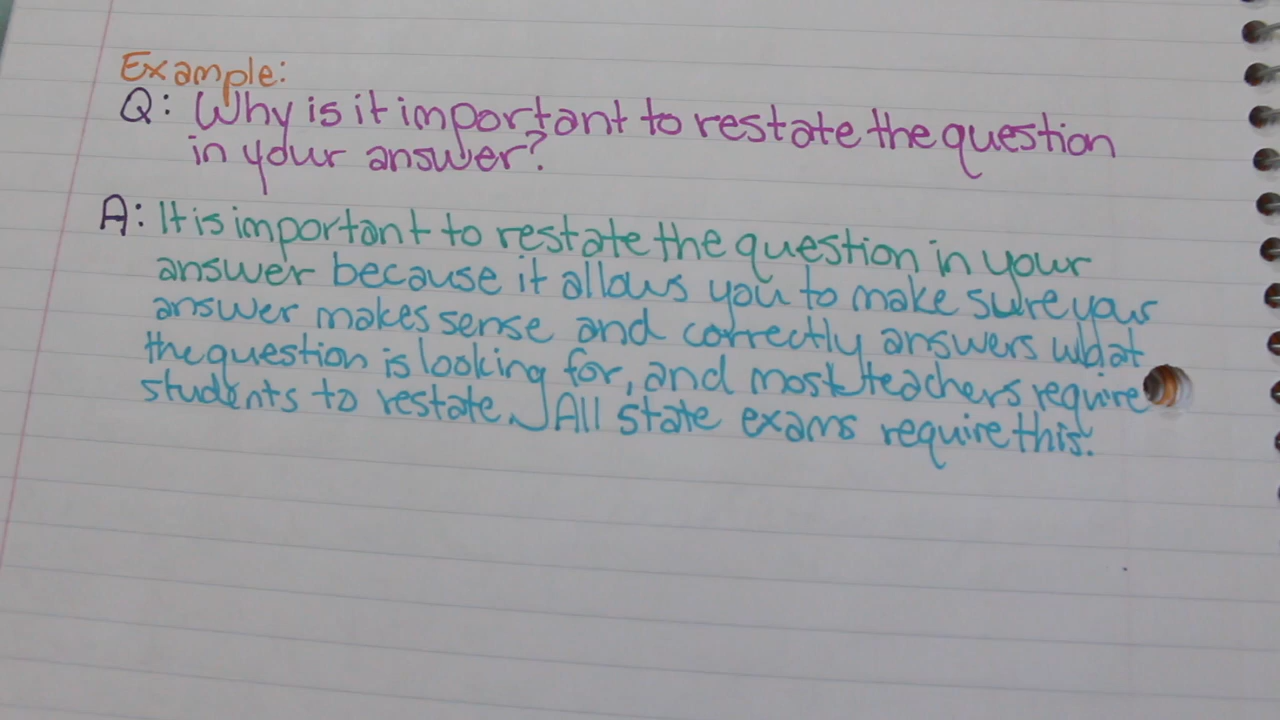 Example:
Q: Why is it important to restate the question
in your answer?
A: It is important to restate the question in your
answer because it allows you to make sure your
answer makes sense and correctly answers what
the question is looking for, and most teachers require
students to restate. All state exams require this.